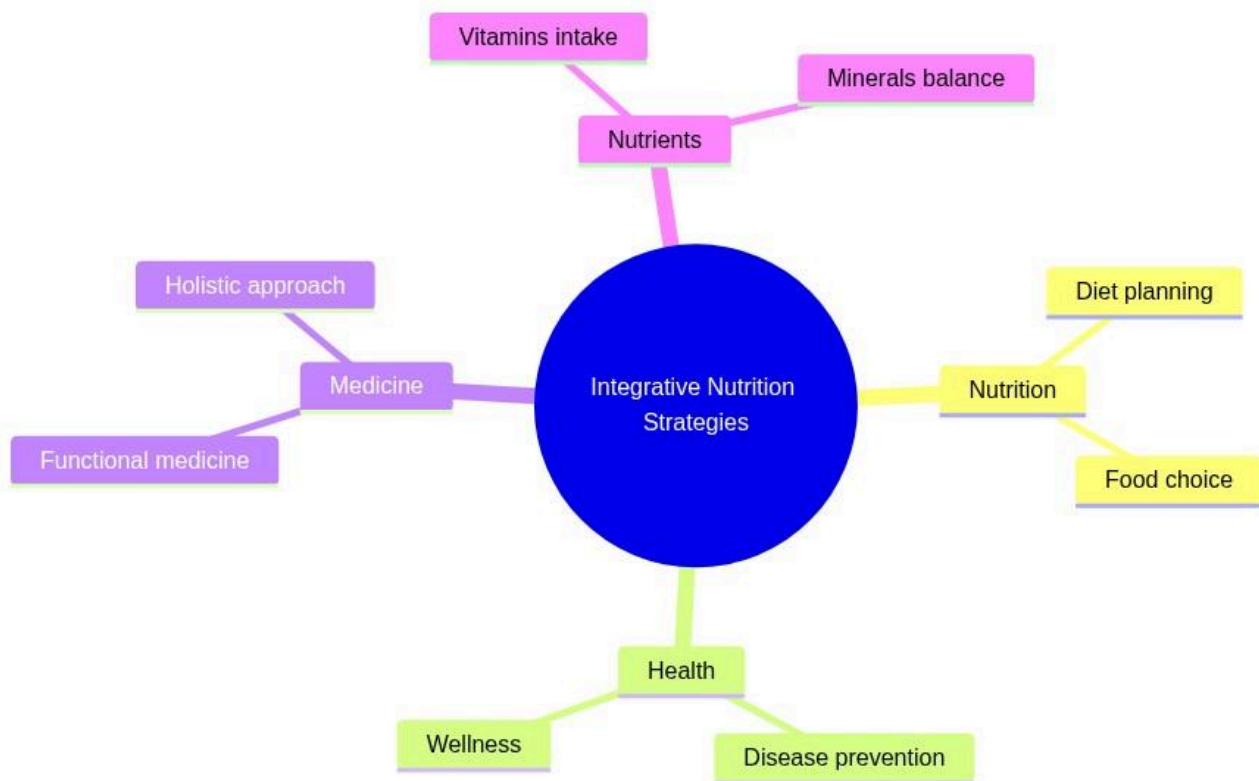 Vitamins intake
Minerals balance
Nutrients
Holistic approach
Diet planning
Medicine
Integrative Nutrition
Strategies
Nutrition
Functional medicine
Food choice
Health
Wellness
Disease prevention